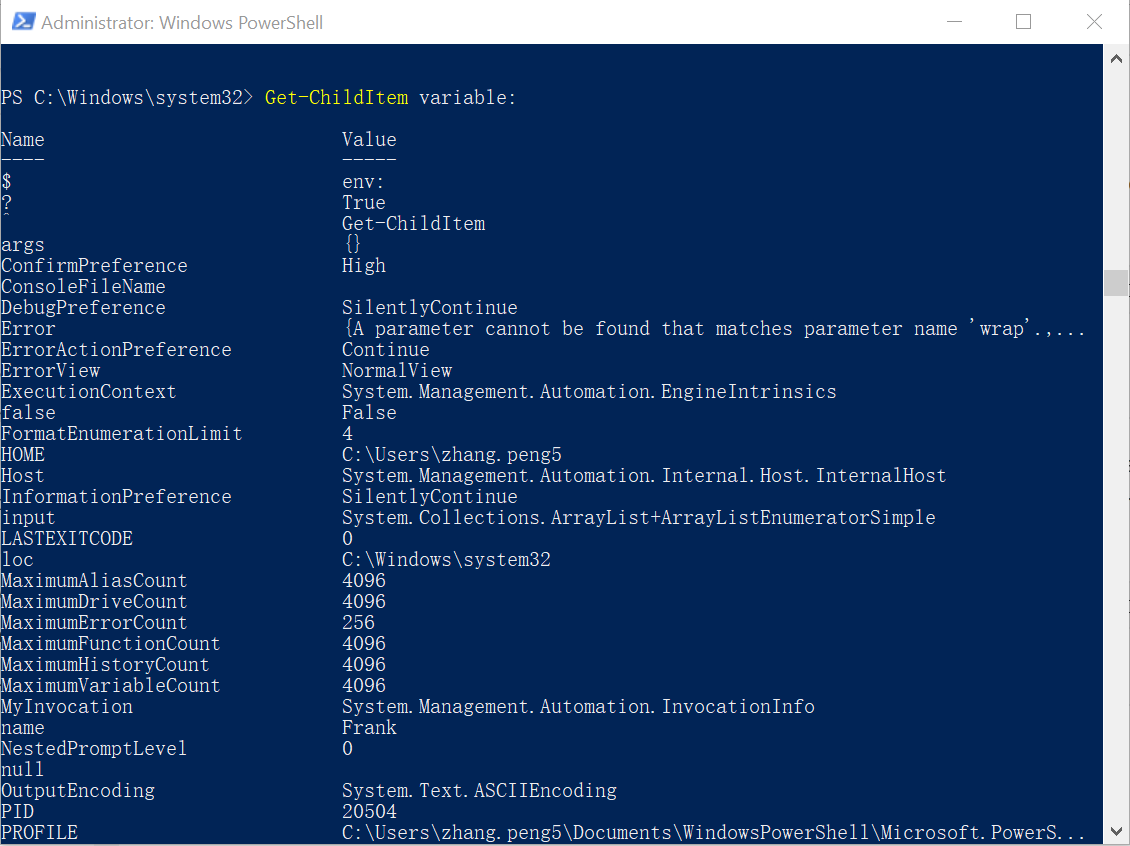 Administrator: Windows PowerShell
PS C:\Windows\system32> Get-ChildItem variable:
Name Value
---- -----
$ env:
? True
^ Get-ChildItem
args {}
ConfirmPreference High
ConsoleFileName
DebugPreference SilentlyContinue
Error {A parameter cannot be found that matches parameter name 'wrap'.,...
ErrorActionPreference Continue
ErrorView NormalView
ExecutionContext System.Management.Automation.EngineIntrinsics
false False
FormatEnumerationLimit 4
HOME C:\Users\zhang.peng5
Host System.Management.Automation.Internal.Host.InternalHost
InformationPreference SilentlyContinue
input System.Collections.ArrayList+ArrayListEnumeratorSimple
LASTEXITCODE 0
loc C:\Windows\system32
MaximumAliasCount 4096
MaximumDriveCount 4096
MaximumErrorCount 256
MaximumFunctionCount 4096
MaximumHistoryCount 4096
MaximumVariableCount 4096
MyInvocation System.Management.Automation.InvocationInfo
name Frank
NestedPromptLevel 0
null
OutputEncoding System.Text.ASCIIEncoding
PID 20504
PROFILE C:\Users\zhang.peng5\Documents\WindowsPowerShell\Microsoft.PowerS...